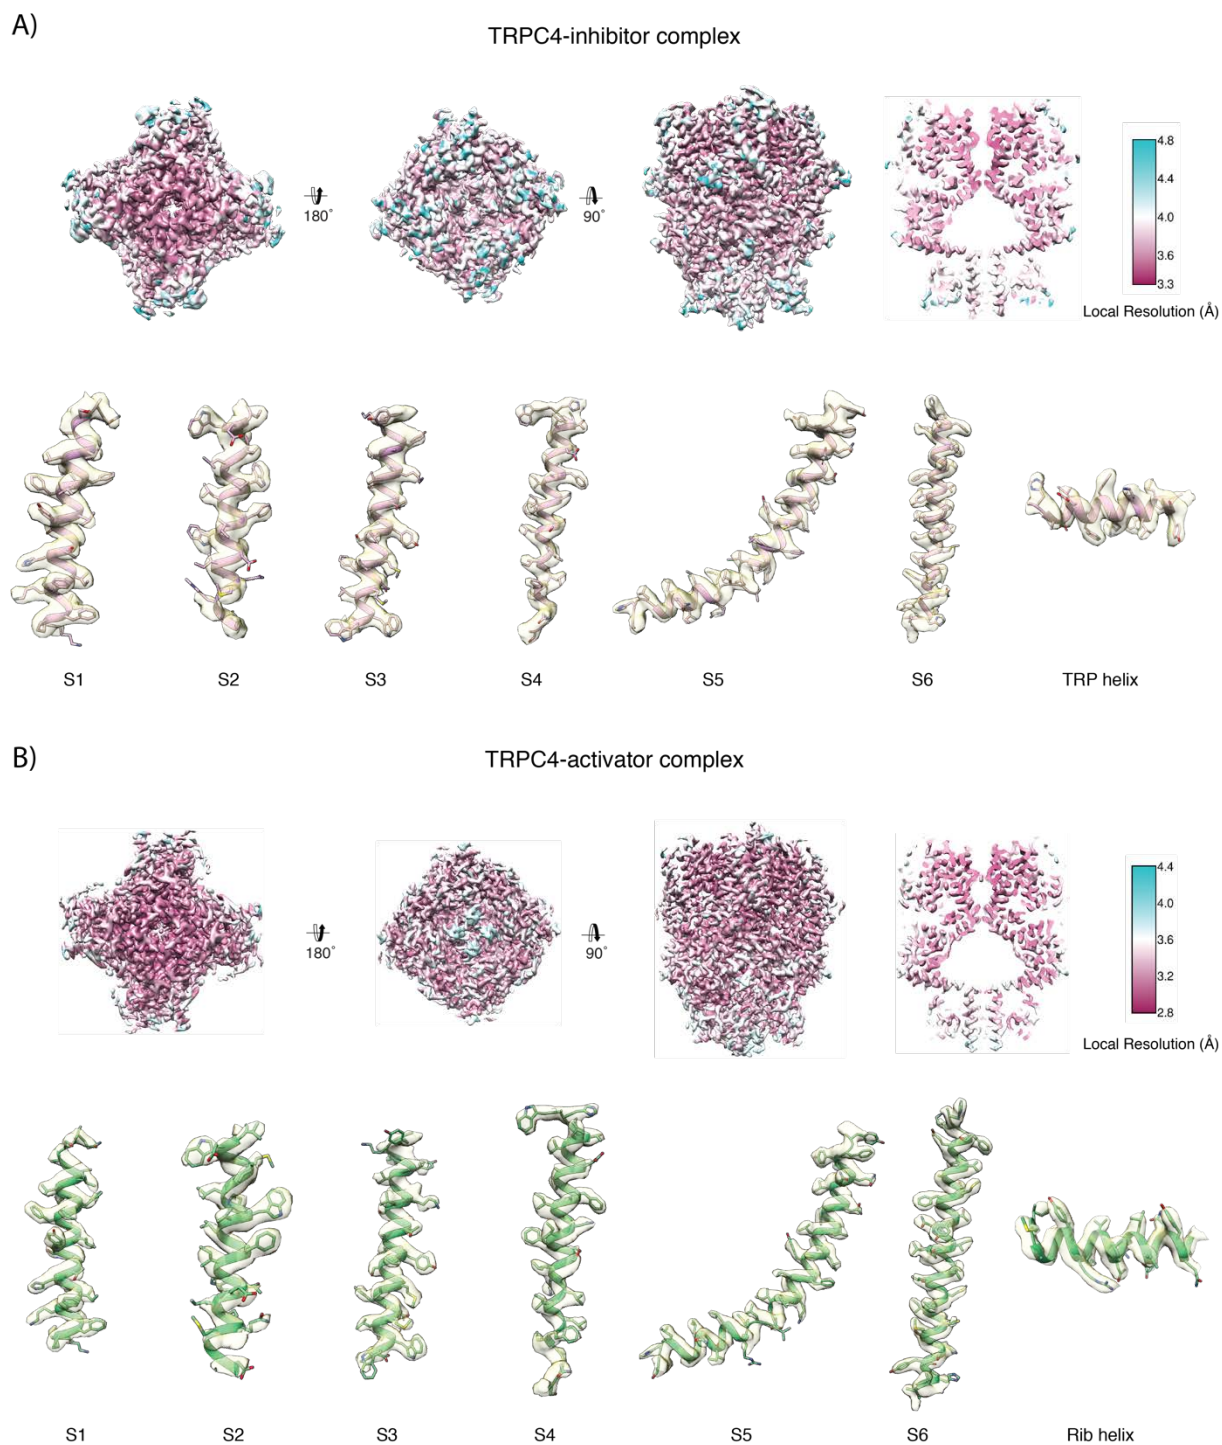 A)
TRPC4-inhibitor complex
180°
90°
4.8
4.4
4.0
3.6
3.3
Local Resolution (Å)
S1 S2 S3 S4 S5 S6 TRP helix
B)
TRPC4-activator complex
180°
90°
4.4
4.0
3.6
3.2
2.8
Local Resolution (Å)
S1 S2 S3 S4 S5 S6 Rib helix